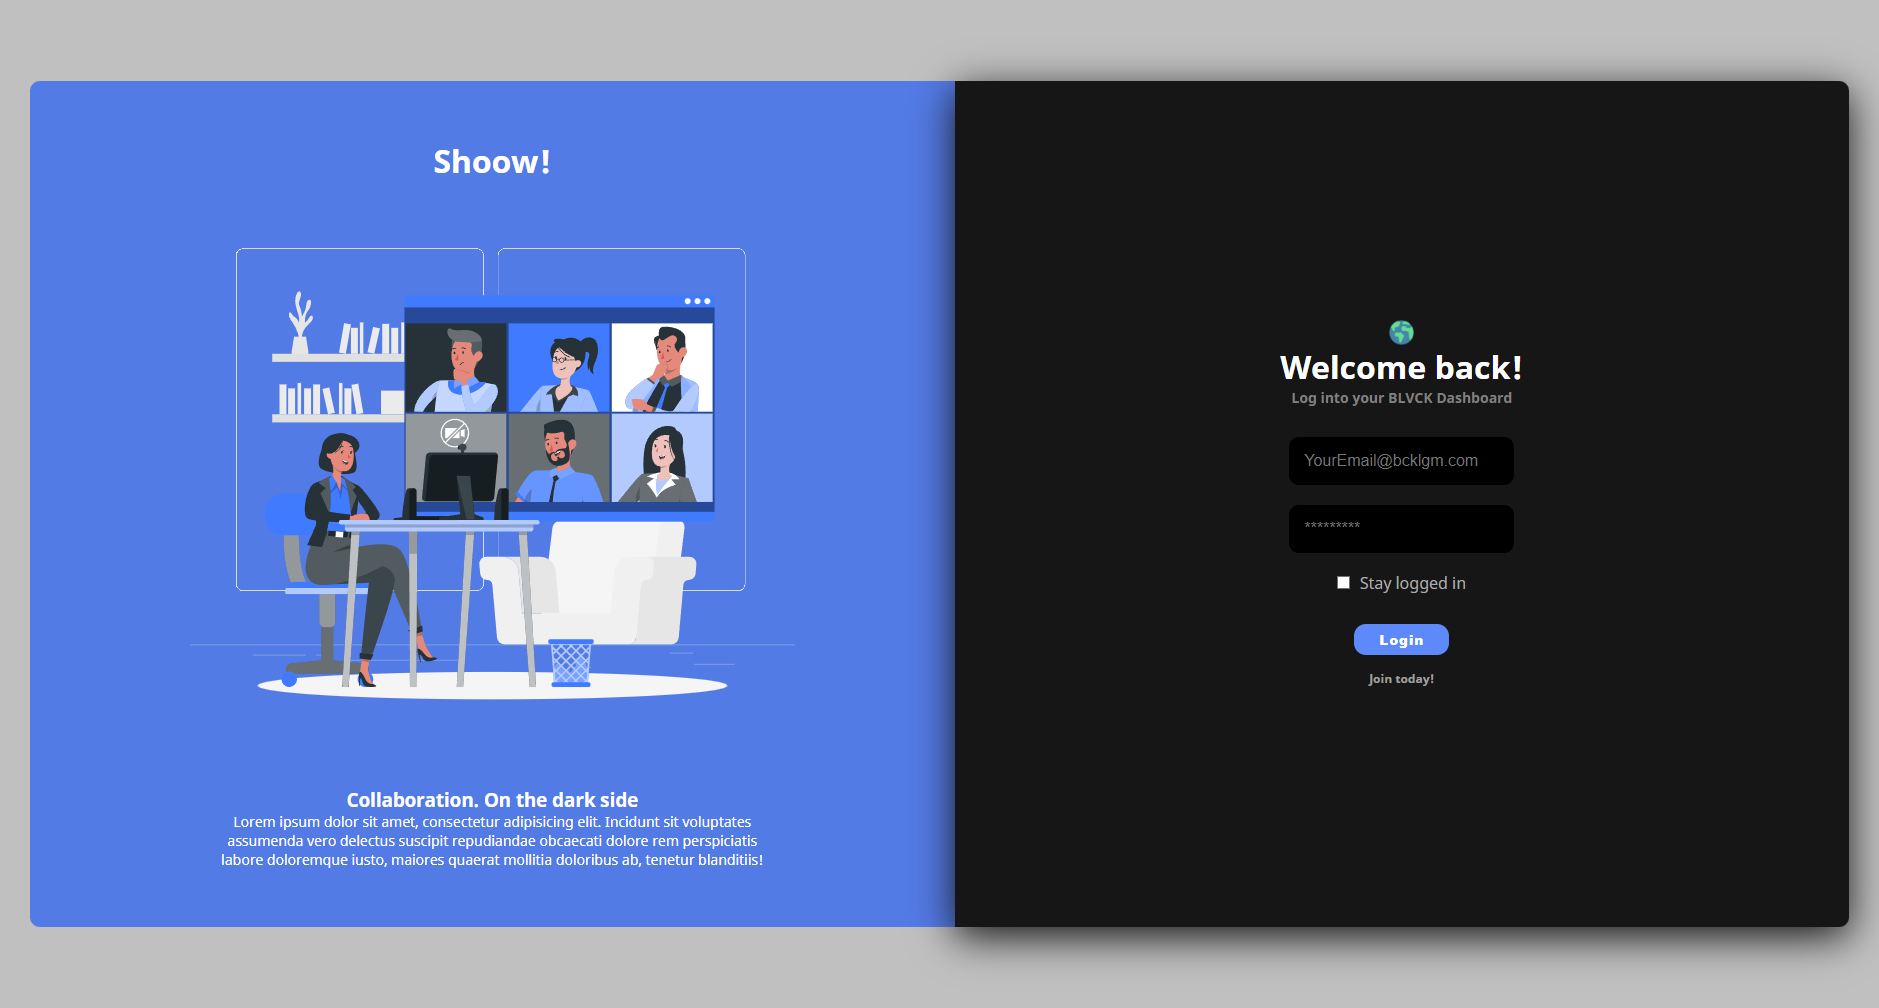 Shoow!
Collaboration. On the dark side
Lorem ipsum dolor sit amet, consectetur adipisicing elit. Incidunt sit voluptates
assumenda vero delectus suscipit repudiandae obcaecati dolore rem perspiciatis
labore doloremque iusto, maiores quaerat mollitia doloribus ab, tenetur blanditiis!
Welcome back!
Log into your BLVCK Dashboard
YourEmail@bcklgm.com
*********
Stay logged in
Login
Join today!